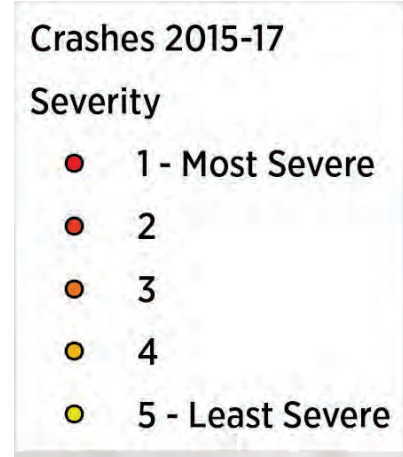 Crashes 2015-17
Severity
1 - Most Severe
2
3
4
5 - Least Severe